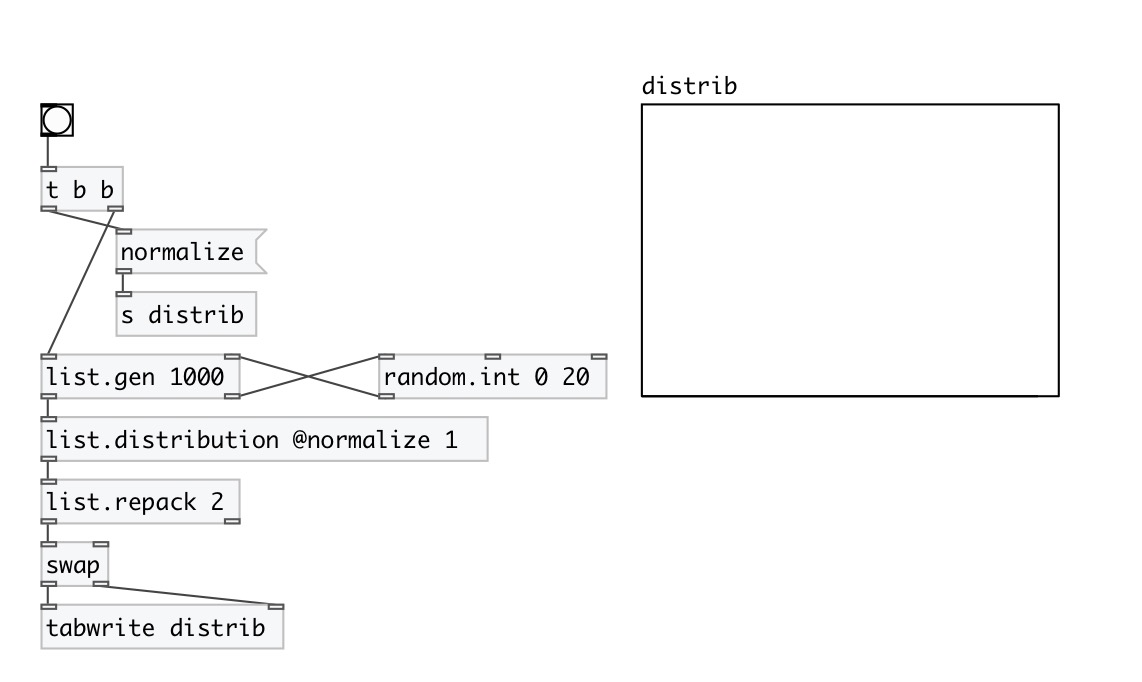 distrib
t b b
normalize
s distrib
list.gen 1000
random.int 0 20
list.distribution @normalize 1
list.repack 2
swap
tabwrite distrib